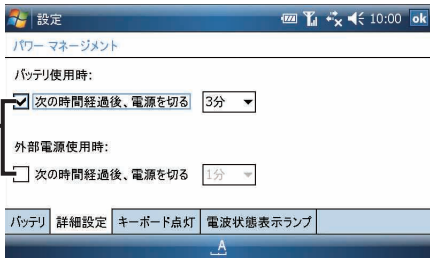 設定 10:00 ok
パワー マネージメント
バッテリ使用時:
次の時間経過後、電源を切る 3分
外部電源使用時:
次の時間経過後、電源を切る 1分
バッテリ 詳細設定 キーボード点灯 電波状態表示ランプ
A